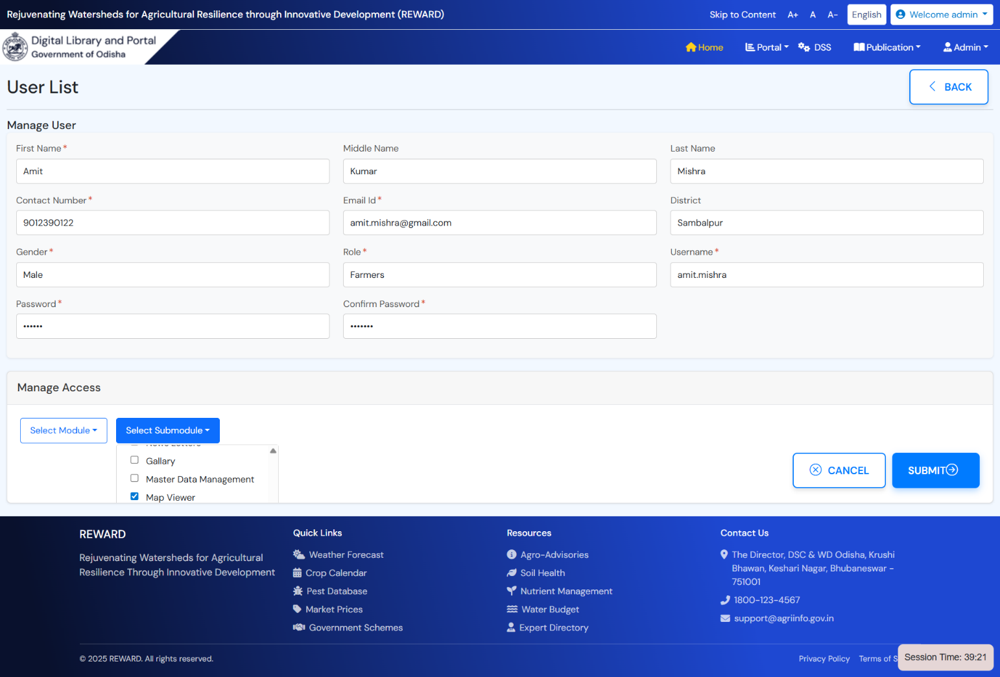 Rejuvenating Watersheds for Agricultural Resilience through Innovative Development (REWARD)
Skip to Content A+ A A- English Welcome admin
Digital Library and Portal
Government of Odisha
Home Portal DSS Publication Admin
User List
BACK
Manage User
First Name* Middle Name Last Name
Amit Kumar Mishra
Contact Number* Email Id* District
9012390122 amit.mishra@gmail.com Sambalpur
Gender* Role* Username*
Male Farmers amit.mishra
Password* Confirm Password*
•••••• •••••••
Manage Access
Select Module Select Submodule
Gallary
Master Data Management
Map Viewer
CANCEL SUBMIT
REWARD
Rejuvenating Watersheds for Agricultural
Resilience Through Innovative Development
Quick Links
Weather Forecast
Crop Calendar
Pest Database
Market Prices
Government Schemes
Resources
Agro-Advisories
Soil Health
Nutrient Management
Water Budget
Expert Directory
Contact Us
The Director, DSC & WD Odisha, Krushi
Bhawan, Keshari Nagar, Bhubaneswar -
751001
1800-123-4567
support@agriinfo.gov.in
© 2025 REWARD. All rights reserved.
Privacy Policy Terms of S
Session Time: 39:21